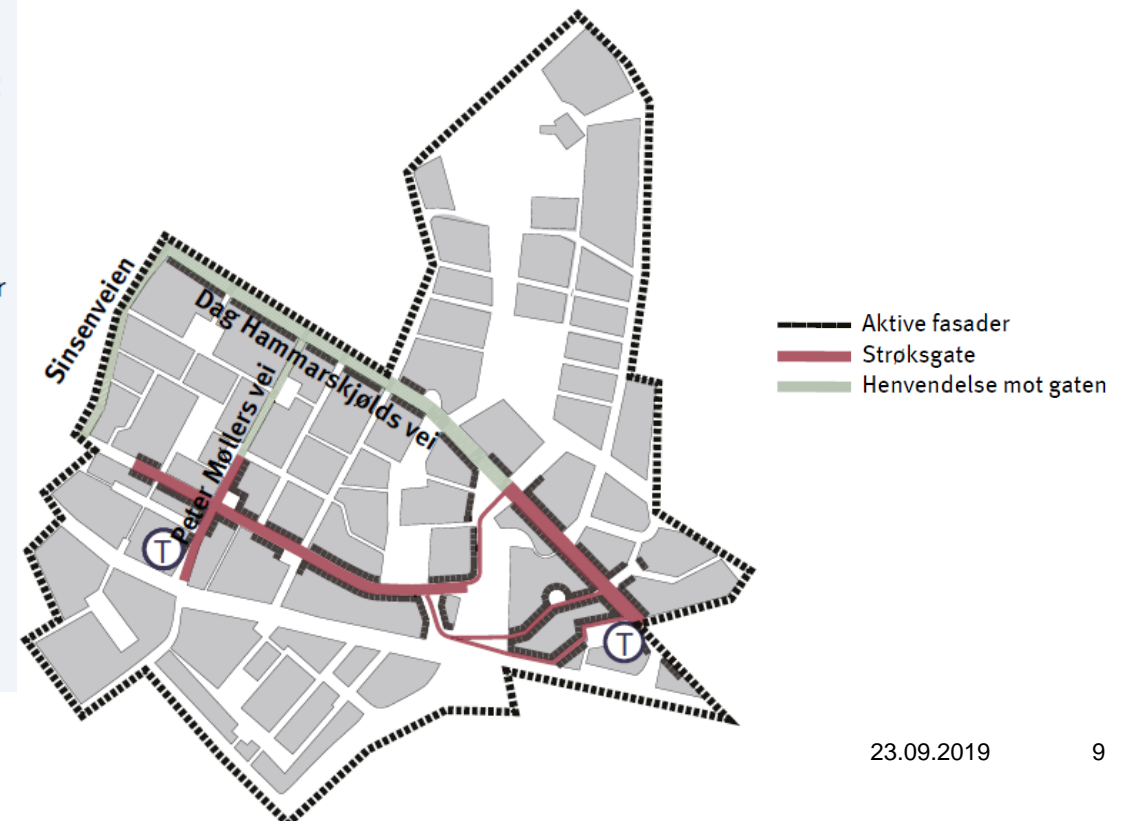 r
Sinsenveien
Dag Hammarskjølds vei
Peter Møllers vei
T
T
Aktive fasader
Strøksgate
Henvendelse mot gaten
23.09.2019 9